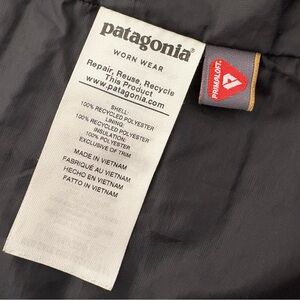 patagonia®
WORN WEAR
Repair, Reuse, Recycle
This Product
www.patagonia.com
SHELL:
100% RECYCLED POLYESTER
LINING:
100% RECYCLED POLYESTER
INSULATION:
100% POLYESTER
EXCLUSIVE OF TRIM
MADE IN VIETNAM
FABRIQUÉ AU VIETNAM
HECHO EN VIETNAM
FATTO IN VIETNAM
PRIMALOFT